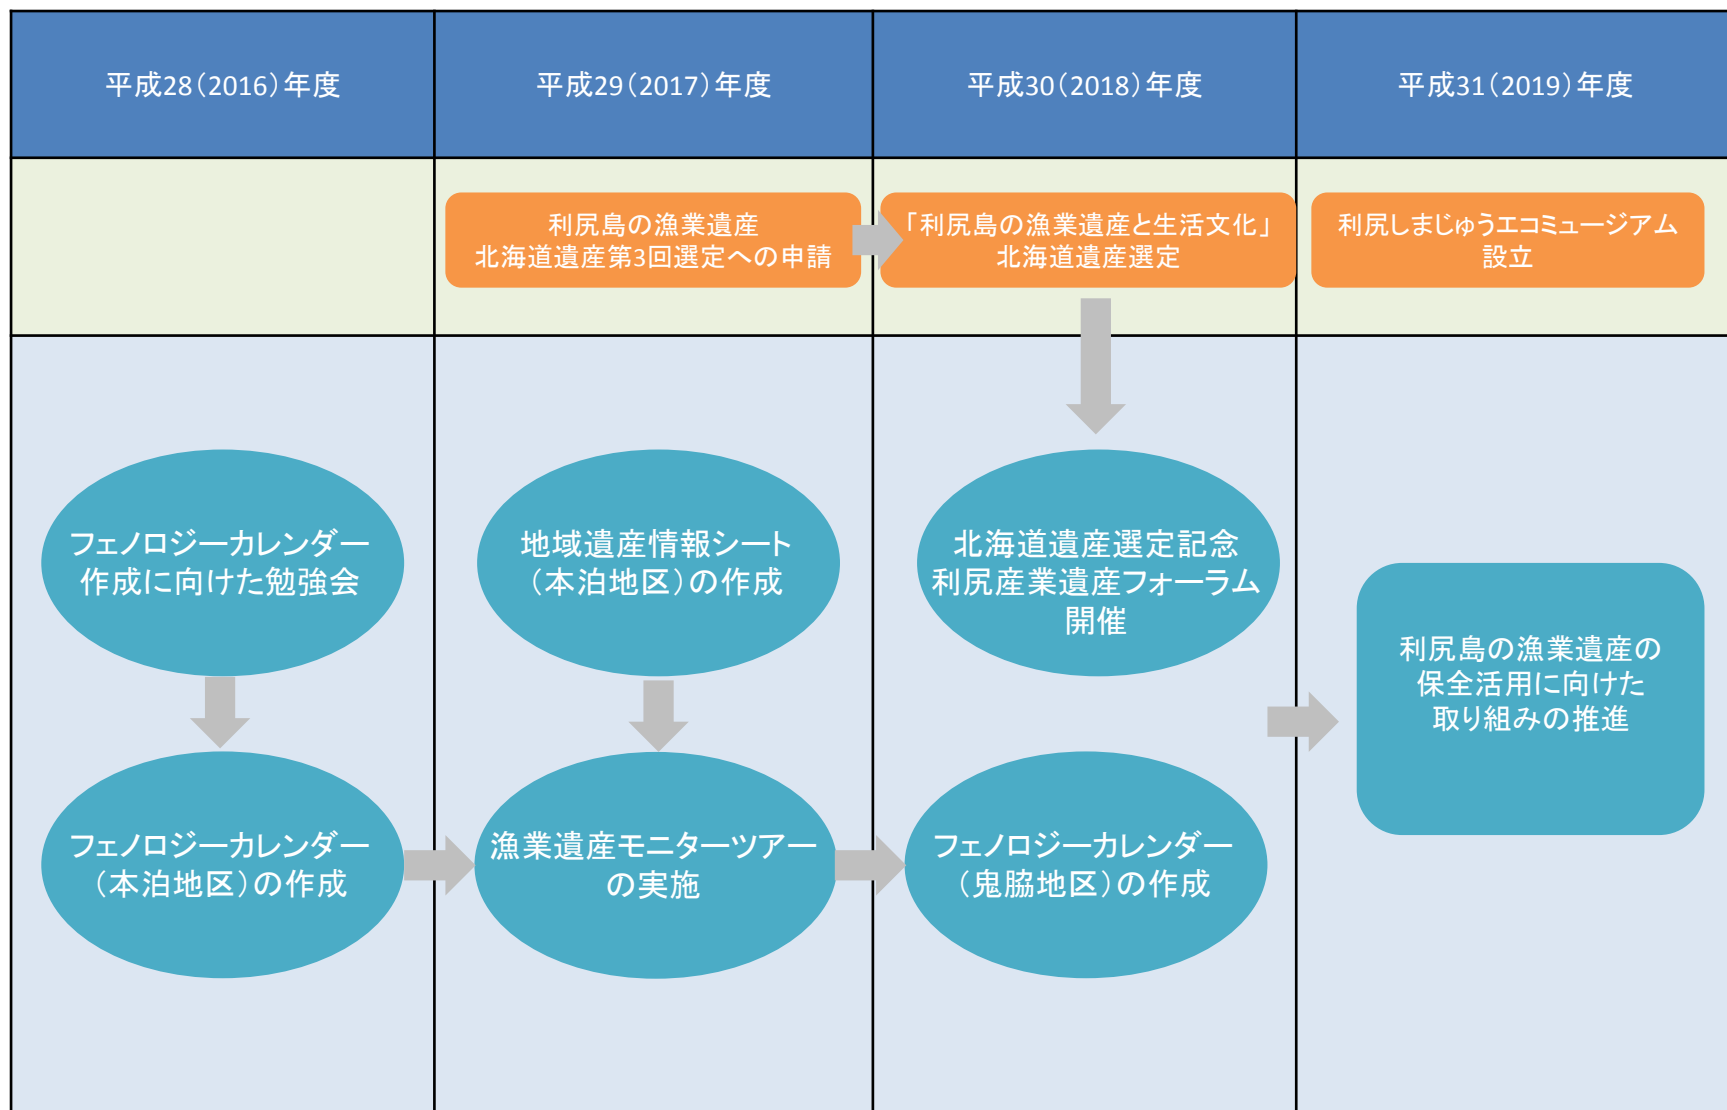 平成28(2016)年度
平成29(2017)年度
平成30(2018)年度
平成31(2019)年度
利尻島の漁業遺産
北海道遺産第3回選定への申請
「利尻島の漁業遺産と生活文化」
北海道遺産選定
利尻しまじゅうエコミュージアム
設立
フェノロジーカレンダー
作成に向けた勉強会
地域遺産情報シート
(本泊地区)の作成
北海道遺産選定記念
利尻産業遺産フォーラム
開催
利尻島の漁業遺産の
保全活用に向けた
取り組みの推進
フェノロジーカレンダー
(本泊地区)の作成
漁業遺産モニターツアー
の実施
フェノロジーカレンダー
(鬼脇地区)の作成